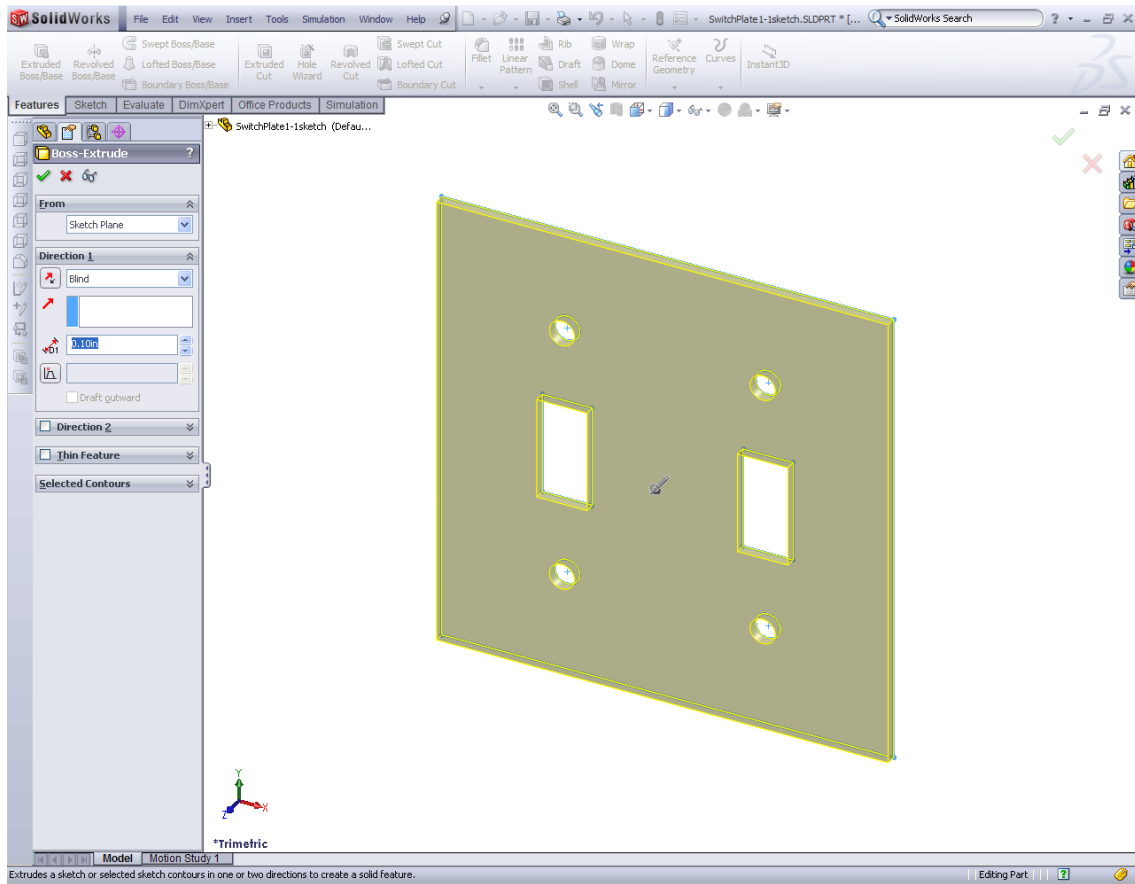 SolidWorks File Edit View Insert Tools Simulation Window Help SwitchPlate1-1sketch.SLDPRT * [... SolidWorks Search ?
Extruded Boss/Base
Revolved Boss/Base
Swept Boss/Base
Lofted Boss/Base
Boundary Boss/Base
Extruded Cut
Hole Wizard
Revolved Cut
Swept Cut
Lofted Cut
Boundary Cut
Fillet
Linear Pattern
Rib
Draft
Shell
Wrap
Dome
Mirror
Reference Geometry
Curves
Instant3D
Features Sketch Evaluate DimXpert Office Products Simulation
SwitchPlate1-1sketch (Defau...
Boss-Extrude ?
From
Sketch Plane
Direction 1
Blind
D1 0.10in
Draft outward
Direction 2
Thin Feature
Selected Contours
Y
X
Z
*Trimetric
Model Motion Study 1
Extrudes a sketch or selected sketch contours in one or two directions to create a solid feature. Editing Part ?